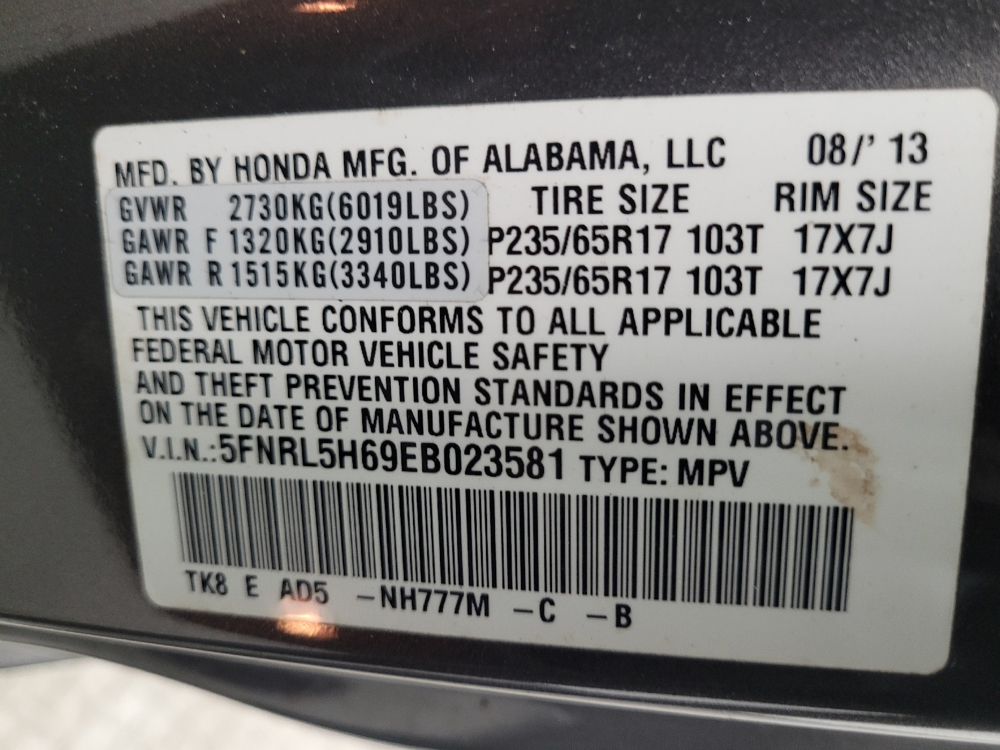 MFD. BY HONDA MFG. OF ALABAMA, LLC 08/' 13
GVWR 2730KG(6019LBS) TIRE SIZE RIM SIZE
GAWR F 1320KG(2910LBS) P235/65R17 103T 17X7J
GAWR R 1515KG(3340LBS) P235/65R17 103T 17X7J
THIS VEHICLE CONFORMS TO ALL APPLICABLE
FEDERAL MOTOR VEHICLE SAFETY
AND THEFT PREVENTION STANDARDS IN EFFECT
ON THE DATE OF MANUFACTURE SHOWN ABOVE.
V.I.N.:5FNRL5H69EB023581 TYPE: MPV
TK8 E AD5 -NH777M -C -B